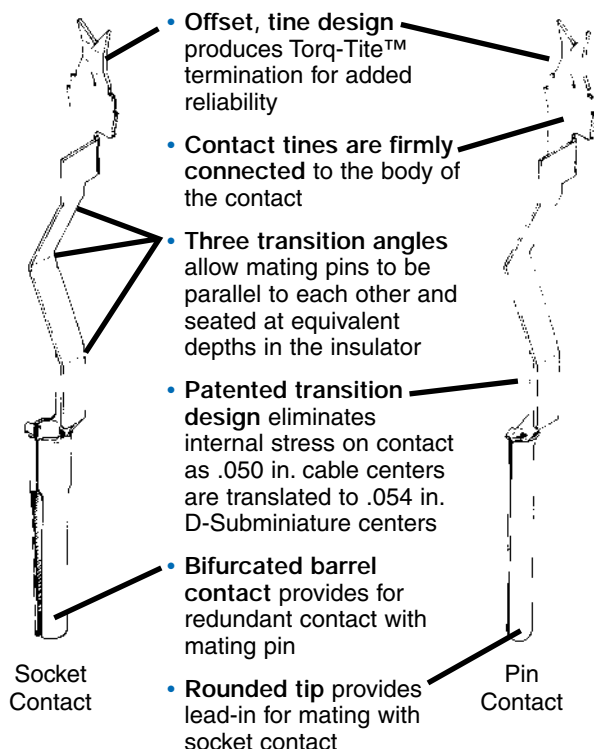 • Offset, tine design
produces Torq-Tite™
termination for added
reliability
• Contact tines are firmly
connected to the body of
the contact
• Three transition angles
allow mating pins to be
parallel to each other and
seated at equivalent
depths in the insulator
• Patented transition
design eliminates
internal stress on contact
as .050 in. cable centers
are translated to .054 in.
D-Subminiature centers
• Bifurcated barrel
contact provides for
redundant contact with
mating pin
• Rounded tip provides
lead-in for mating with
socket contact
Socket
Contact
Pin
Contact